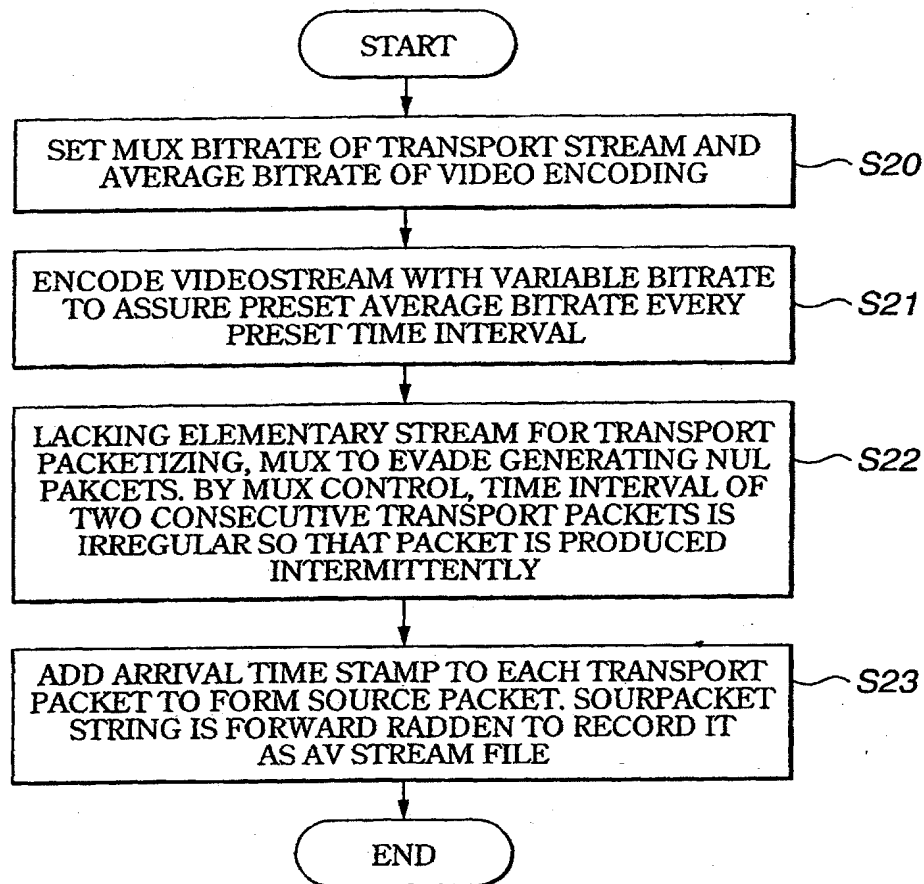 START
SET MUX BITRATE OF TRANSPORT STREAM AND
AVERAGE BITRATE OF VIDEO ENCODING
S20
ENCODE VIDEOSTREAM WITH VARIABLE BITRATE
TO ASSURE PRESET AVERAGE BITRATE EVERY
PRESET TIME INTERVAL
S21
LACKING ELEMENTARY STREAM FOR TRANSPORT
PACKETIZING, MUX TO EVADE GENERATING NUL
PAKCETS. BY MUX CONTROL, TIME INTERVAL OF
TWO CONSECUTIVE TRANSPORT PACKETS IS
IRREGULAR SO THAT PACKET IS PRODUCED
INTERMITTENTLY
S22
ADD ARRIVAL TIME STAMP TO EACH TRANSPORT
PACKET TO FORM SOURCE PACKET. SOURPACKET
STRING IS FORWARD RADDEN TO RECORD IT
AS AV STREAM FILE
S23
END